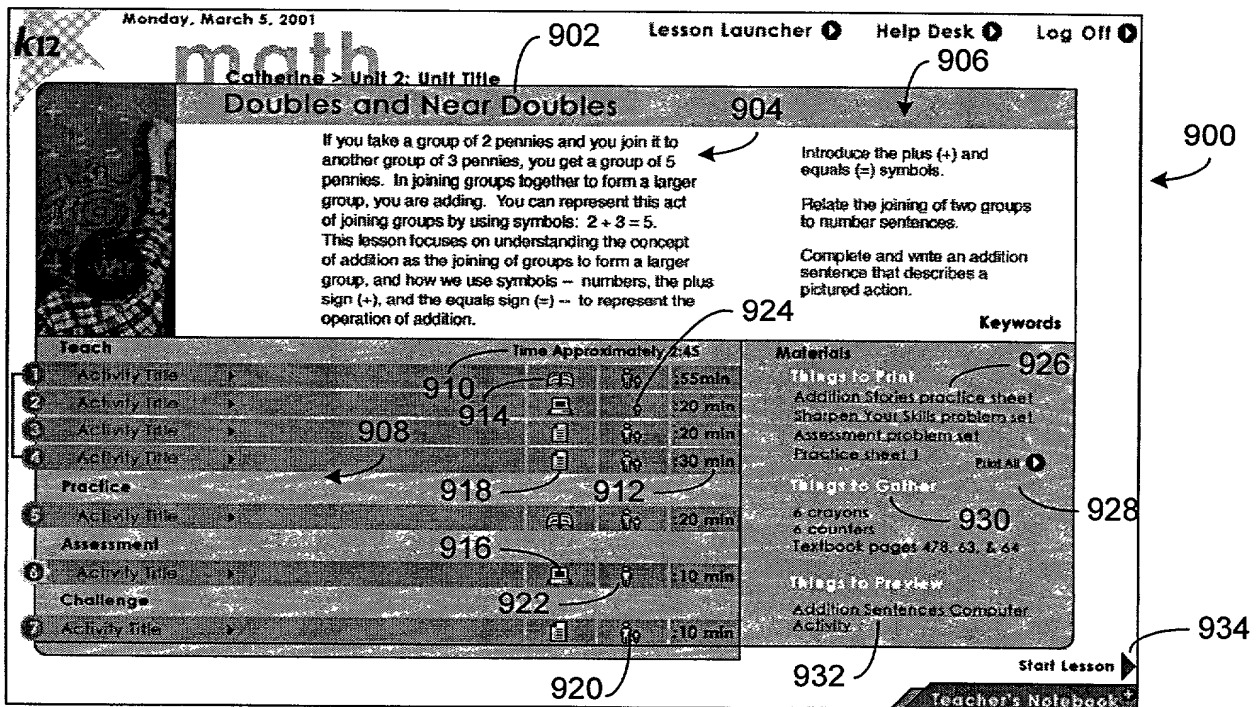 Monday, March 5, 2001
k12
math
902
Lesson Launcher
Help Desk
Log Off
Catherine > Unit 2: Unit Title
906
Doubles and Near Doubles
904
900
If you take a group of 2 pennies and you join it to
another group of 3 pennies, you get a group of 5
pennies. In joining groups together to form a larger
group, you are adding. You can represent this act
of joining groups by using symbols: 2 + 3 = 5.
This lesson focuses on understanding the concept
of addition as the joining of groups to form a larger
group, and how we use symbols -- numbers, the plus
sign (+), and the equals sign (=) -- to represent the
operation of addition.
Introduce the plus (+) and
equals (=) symbols.
Relate the joining of two groups
to number sentences.
Complete and write an addition
sentence that describes a
pictured action.
924
Keywords
Teach
Time Approximately 2:45
910
1 Activity Title :55min
914
2 Activity Title :20 min
908
3 Activity Title :20 min
4 Activity Title :30 min
918
912
Practice
5 Activity Title :20 min
Assessment
916
6 Activity Title :10 min
922
Challenge
7 Activity Title :10 min
920
Materials
926
Things to Print
Addition Stories practice sheet
Sharpen Your Skills problem set
Assessment problem set
Practice sheet 1
Print All
928
Things to Gather
930
6 crayons
6 counters
Textbook pages 478, 63, & 64
Things to Preview
Addition Sentences Computer
Activity
932
934
Start Lesson
Teacher's Notebook +